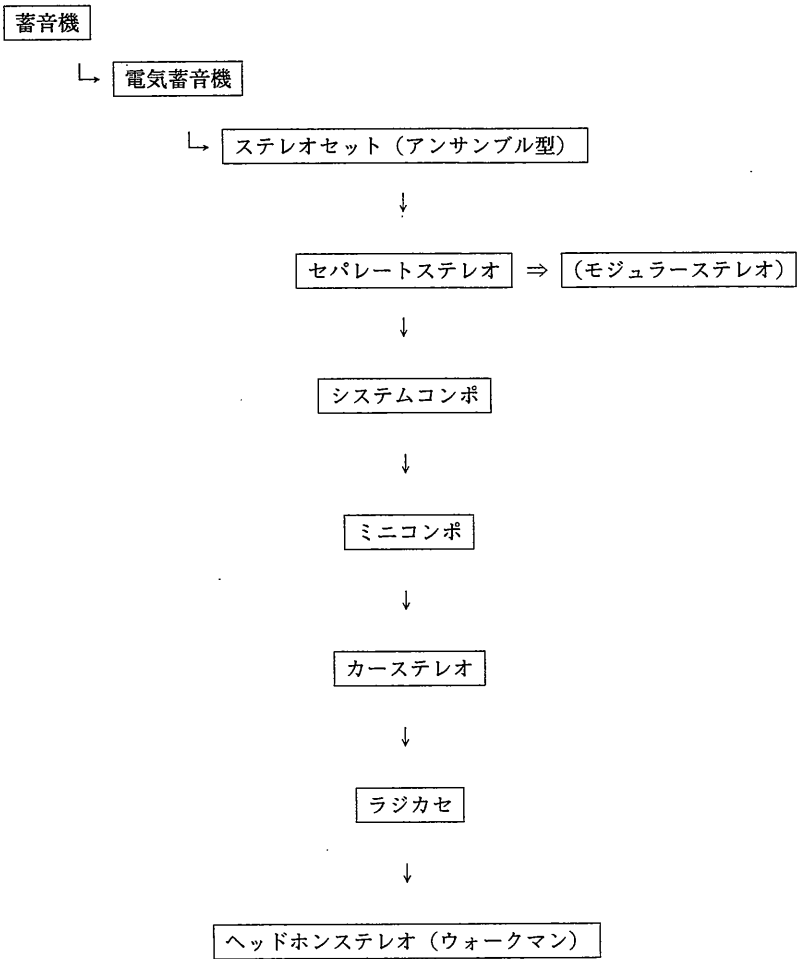 蓄音機
↳ 電気蓄音機
↳ ステレオセット（アンサンブル型）
↓
セパレートステレオ ⇒ （モジュラーステレオ）
↓
システムコンポ
↓
ミニコンポ
↓
カーステレオ
↓
ラジカセ
↓
ヘッドホンステレオ（ウォークマン）